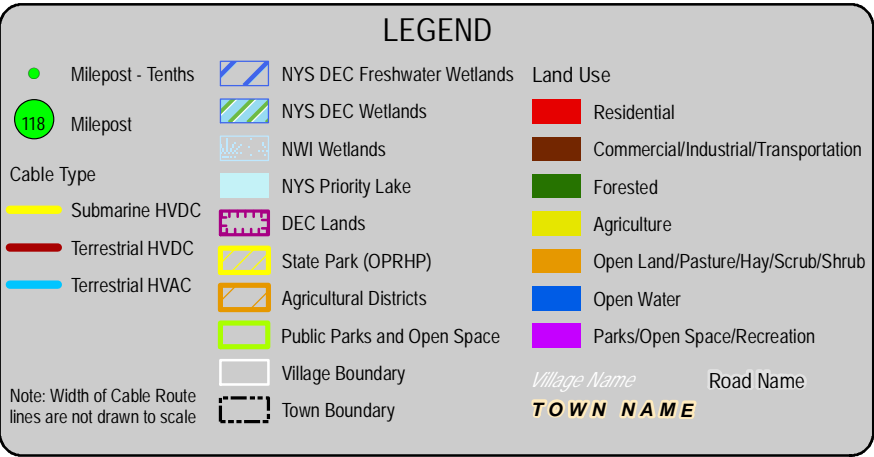 LEGEND
Milepost - Tenths
118
Milepost
Cable Type
Submarine HVDC
Terrestrial HVDC
Terrestrial HVAC
Note: Width of Cable Route
lines are not drawn to scale
NYS DEC Freshwater Wetlands
NYS DEC Wetlands
NWI Wetlands
NYS Priority Lake
DEC Lands
State Park (OPRHP)
Agricultural Districts
Public Parks and Open Space
Village Boundary
Town Boundary
Land Use
Residential
Commercial/Industrial/Transportation
Forested
Agriculture
Open Land/Pasture/Hay/Scrub/Shrub
Open Water
Parks/Open Space/Recreation
Village Name
Road Name
TOWN NAME